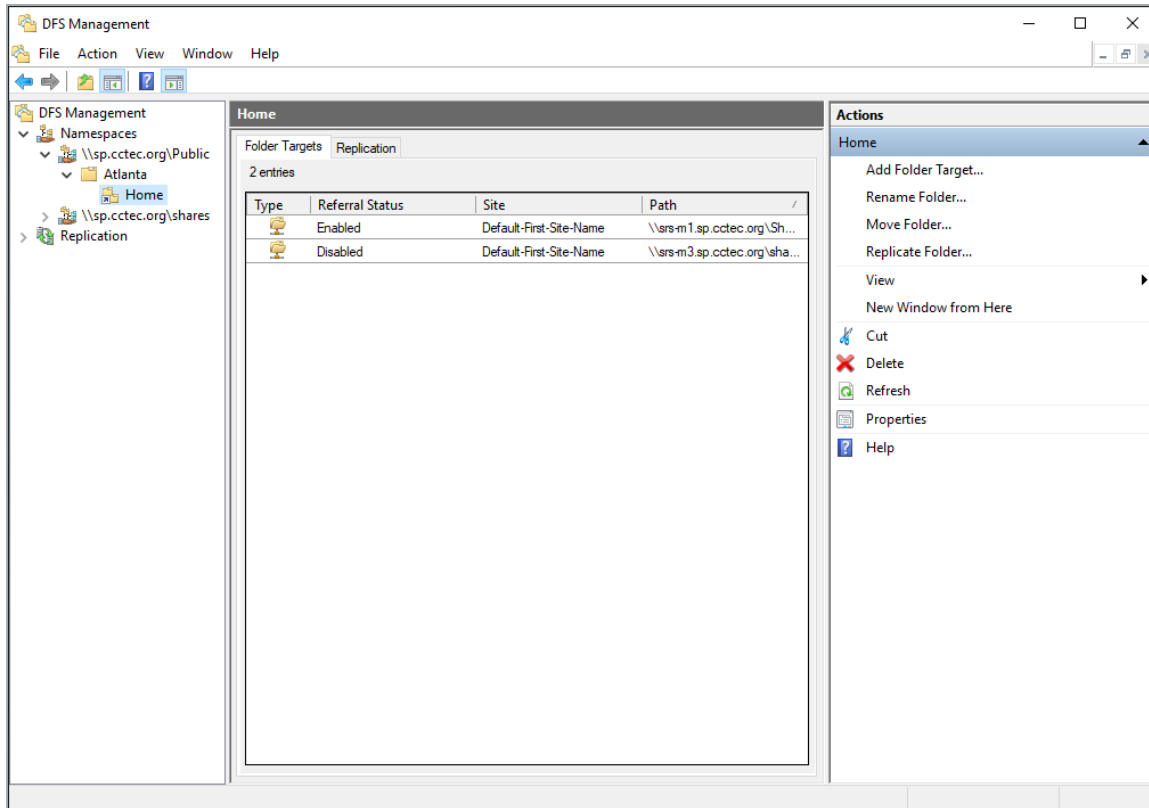 DFS Management
File Action View Window Help
DFS Management
Namespaces
\\sp.cctec.org\Public
Atlanta
Home
\\sp.cctec.org\shares
Replication
Home
Folder Targets Replication
2 entries
Type Referral Status Site Path
Enabled Default-First-Site-Name \\srs-m1.sp.cctec.org\Sh...
Disabled Default-First-Site-Name \\srs-m3.sp.cctec.org\sha...
Actions
Home
Add Folder Target...
Rename Folder...
Move Folder...
Replicate Folder...
View
New Window from Here
Cut
Delete
Refresh
Properties
Help